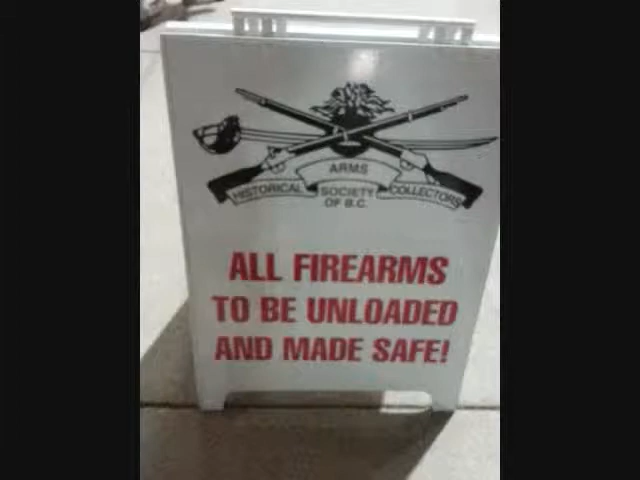 ARMS
HISTORICAL SOCIETY COLLECTORS
OF B.C.
ALL FIREARMS
TO BE UNLOADED
AND MADE SAFE!